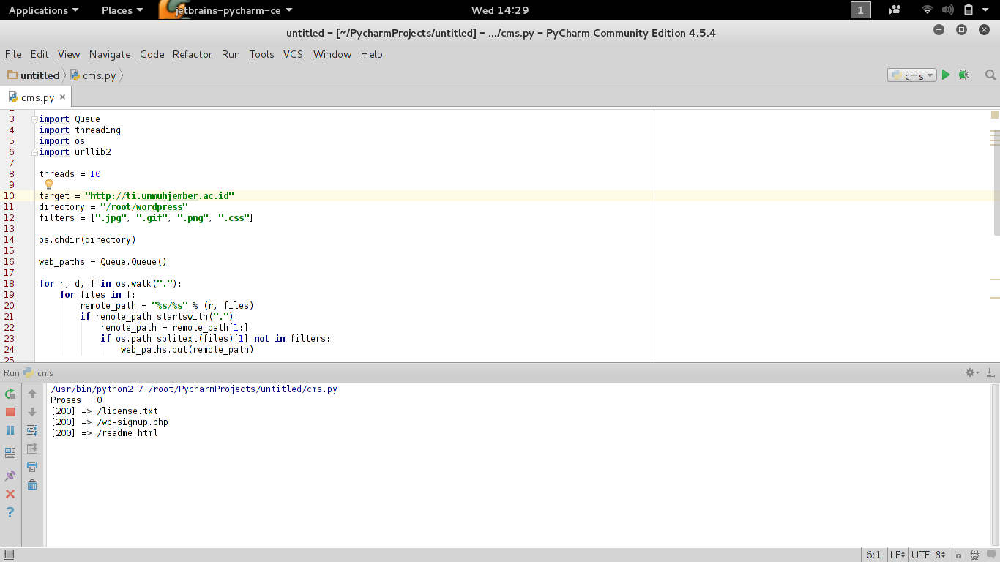 Applications Places jetbrains-pycharm-ce Wed 14:29 1
untitled – [~/PycharmProjects/untitled] – .../cms.py – PyCharm Community Edition 4.5.4
File Edit View Navigate Code Refactor Run Tools VCS Window Help
untitled cms.py cms
cms.py ×
3 import Queue
4 import threading
5 import os
6 import urllib2
7
8 threads = 10
9
10 target = "http://ti.unmuhjember.ac.id"
11 directory = "/root/wordpress"
12 filters = [".jpg", ".gif", ".png", ".css"]
13
14 os.chdir(directory)
15
16 web_paths = Queue.Queue()
17
18 for r, d, f in os.walk("."):
19 for files in f:
20 remote_path = "%s/%s" % (r, files)
21 if remote_path.startswith("."):
22 remote_path = remote_path[1:]
23 if os.path.splitext(files)[1] not in filters:
24 web_paths.put(remote_path)
25
Run cms
/usr/bin/python2.7 /root/PycharmProjects/untitled/cms.py
Proses : 0
[200] => /license.txt
[200] => /wp-signup.php
[200] => /readme.html
6:1 LF UTF-8